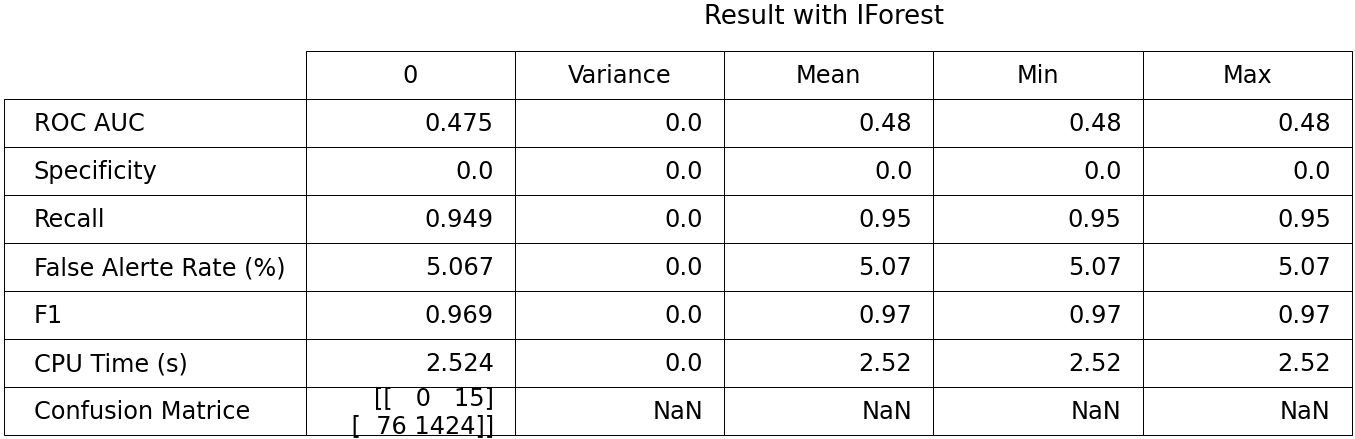 Result with IForest
0 Variance Mean Min Max
ROC AUC 0.475 0.0 0.48 0.48 0.48
Specificity 0.0 0.0 0.0 0.0 0.0
Recall 0.949 0.0 0.95 0.95 0.95
False Alerte Rate (%) 5.067 0.0 5.07 5.07 5.07
F1 0.969 0.0 0.97 0.97 0.97
CPU Time (s) 2.524 0.0 2.52 2.52 2.52
Confusion Matrice [[ 0 15]
[ 76 1424]] NaN NaN NaN NaN